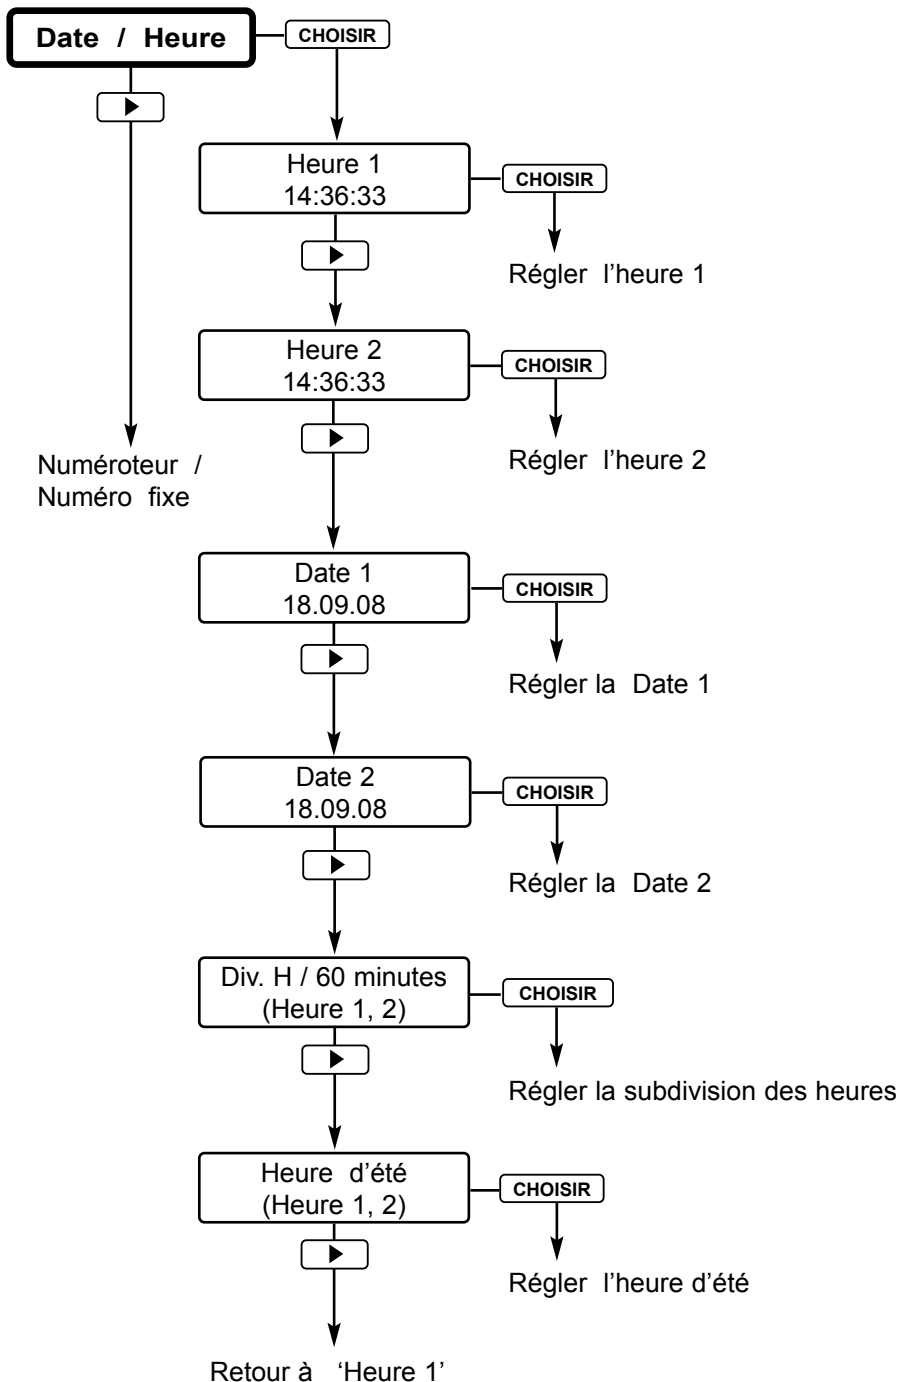 Date / Heure
CHOISIR
Heure 1
14:36:33
CHOISIR
Régler l’heure 1
Heure 2
14:36:33
CHOISIR
Régler l’heure 2
Numéroteur /
Numéro fixe
Date 1
18.09.08
CHOISIR
Régler la Date 1
Date 2
18.09.08
CHOISIR
Régler la Date 2
Div. H / 60 minutes
(Heure 1, 2)
CHOISIR
Régler la subdivision des heures
Heure d’été
(Heure 1, 2)
CHOISIR
Régler l’heure d’été
Retour à ‘Heure 1’